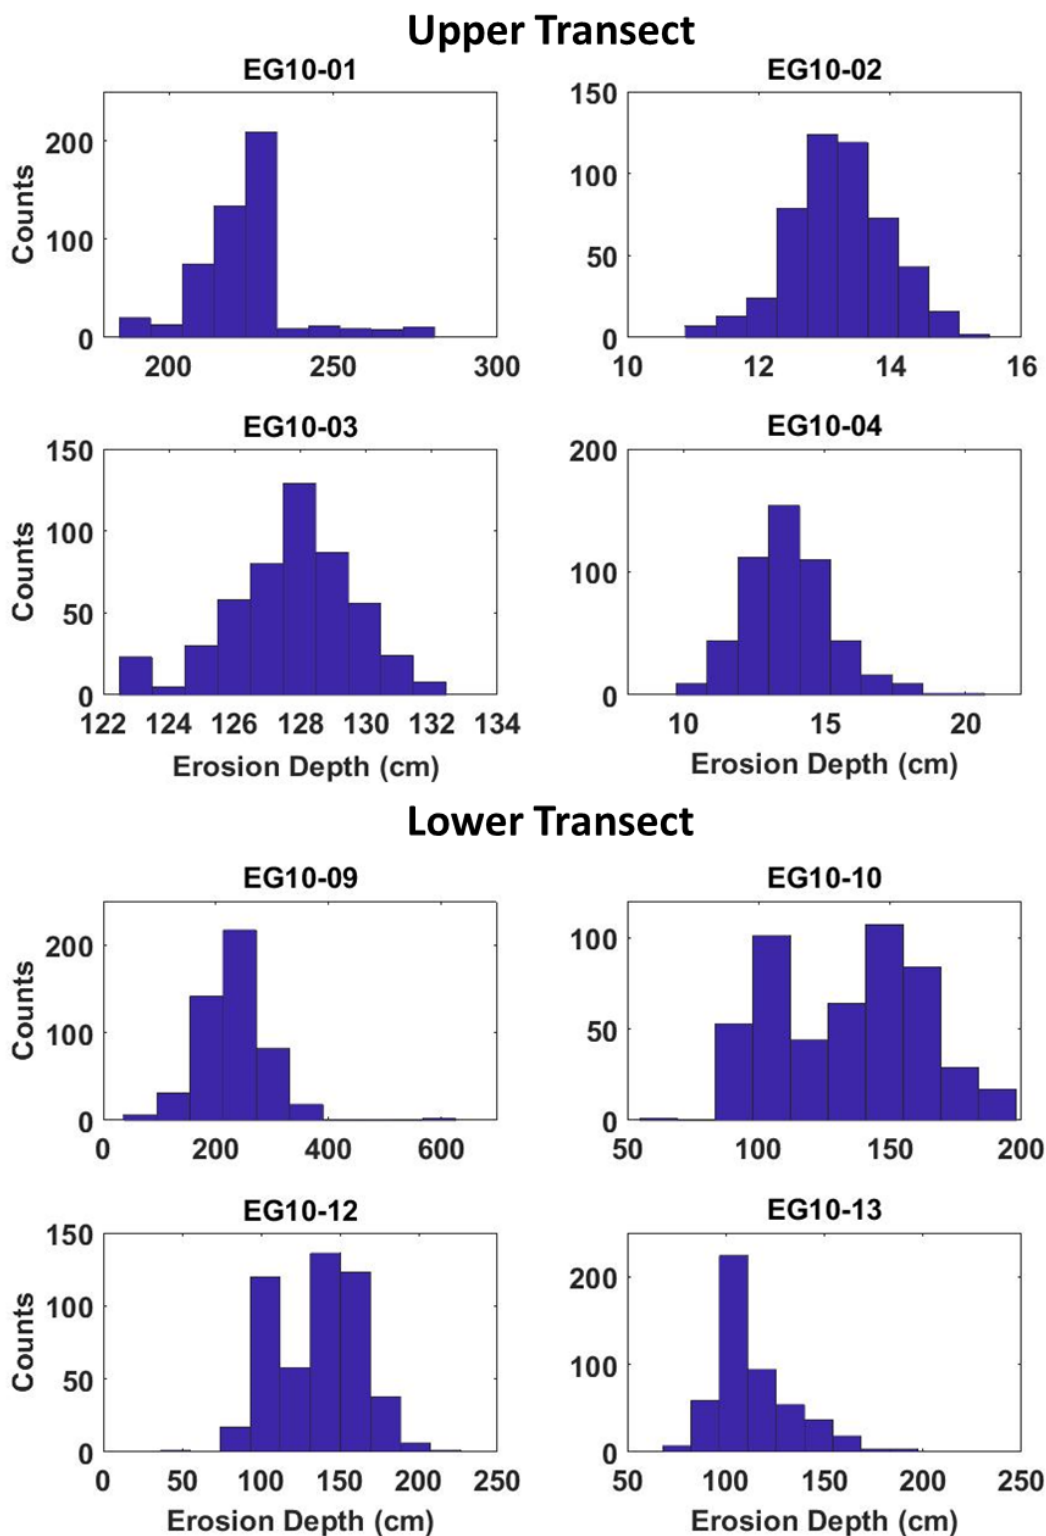 Upper Transect
EG10-01 EG10-02
Counts
200
100
0
200 250 300
150
100
50
0
10 12 14 16
EG10-03 EG10-04
Counts
150
100
50
0
122 124 126 128 130 132 134
Erosion Depth (cm)
200
100
0
10 15 20
Erosion Depth (cm)
Lower Transect
EG10-09 EG10-10
Counts
200
100
0
0 200 400 600
100
50
0
50 100 150 200
EG10-12 EG10-13
Counts
150
100
50
0
0 50 100 150 200 250
Erosion Depth (cm)
200
100
0
50 100 150 200 250
Erosion Depth (cm)